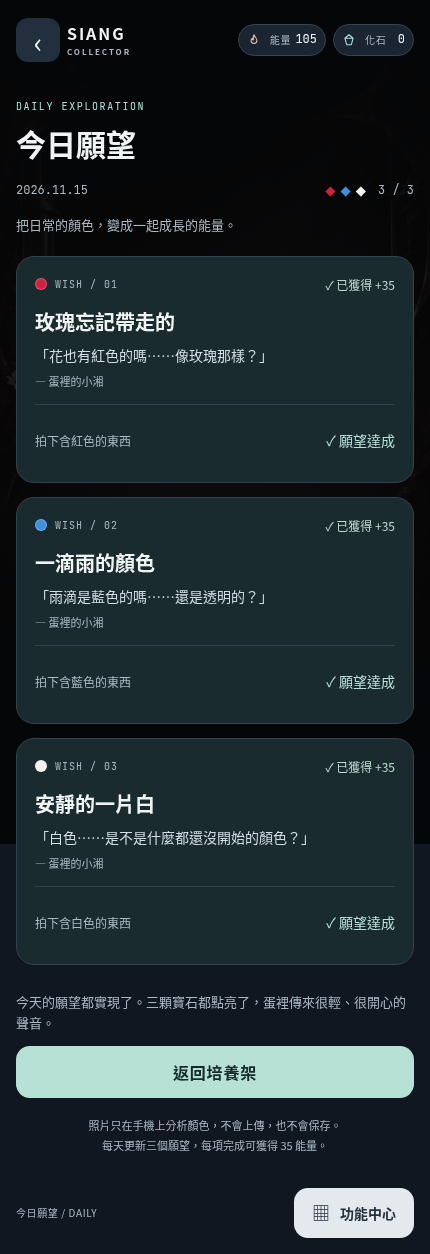 ‹
SIANG
COLLECTOR
能量 105
化石 0
DAILY EXPLORATION
今日願望
2026.11.15
3 / 3
把日常的顏色，變成一起成長的能量。
WISH / 01
✓已獲得 +35
玫瑰忘記帶走的
「花也有紅色的嗎⋯⋯像玫瑰那樣？」
— 蛋裡的小湘
拍下含紅色的東西
✓願望達成
WISH / 02
✓已獲得 +35
一滴雨的顏色
「雨滴是藍色的嗎⋯⋯還是透明的？」
— 蛋裡的小湘
拍下含藍色的東西
✓願望達成
WISH / 03
✓已獲得 +35
安靜的一片白
「白色⋯⋯是不是什麼都還沒開始的顏色？」
— 蛋裡的小湘
拍下含白色的東西
✓願望達成
今天的願望都實現了。三顆寶石都點亮了，蛋裡傳來很輕、很開心的
聲音。
返回培養架
照片只在手機上分析顏色，不會上傳，也不會保存。
每天更新三個願望，每項完成可獲得 35 能量。
今日願望 / DAILY
功能中心